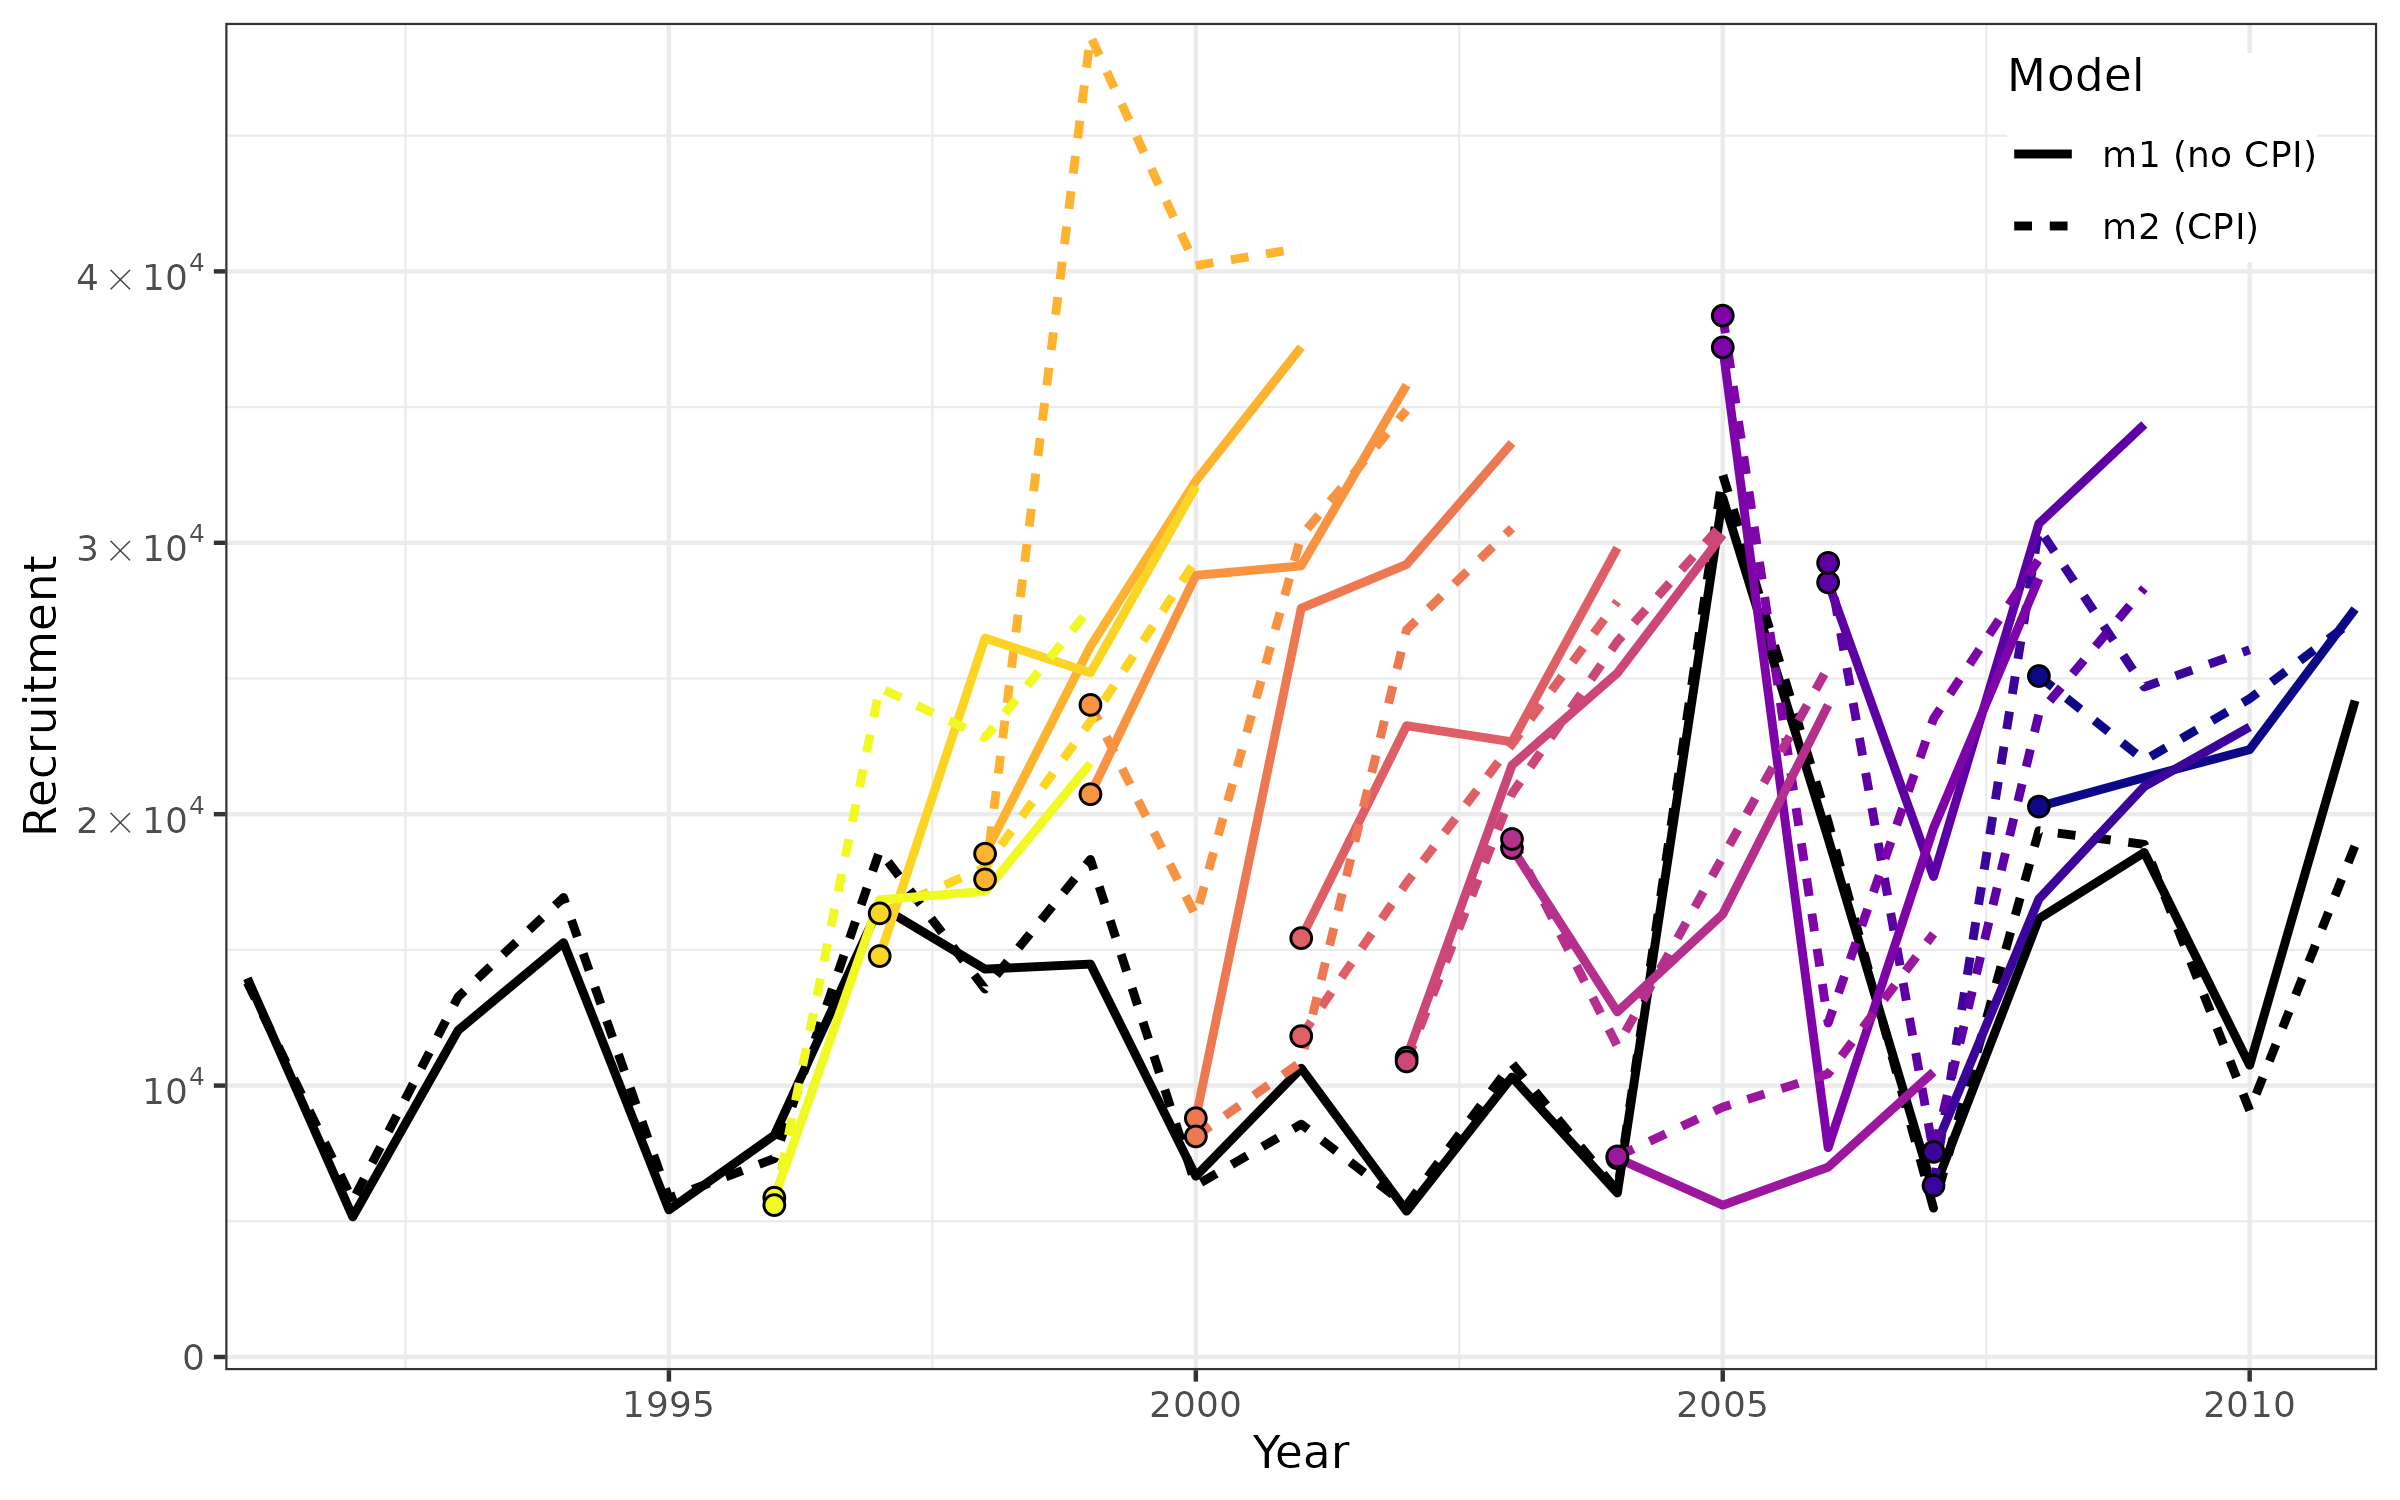 Model
m1 (no CPI)
m2 (CPI)
Recruitment
4 × 10⁴
3 × 10⁴
2 × 10⁴
10⁴
0
1995
2000
2005
2010
Year